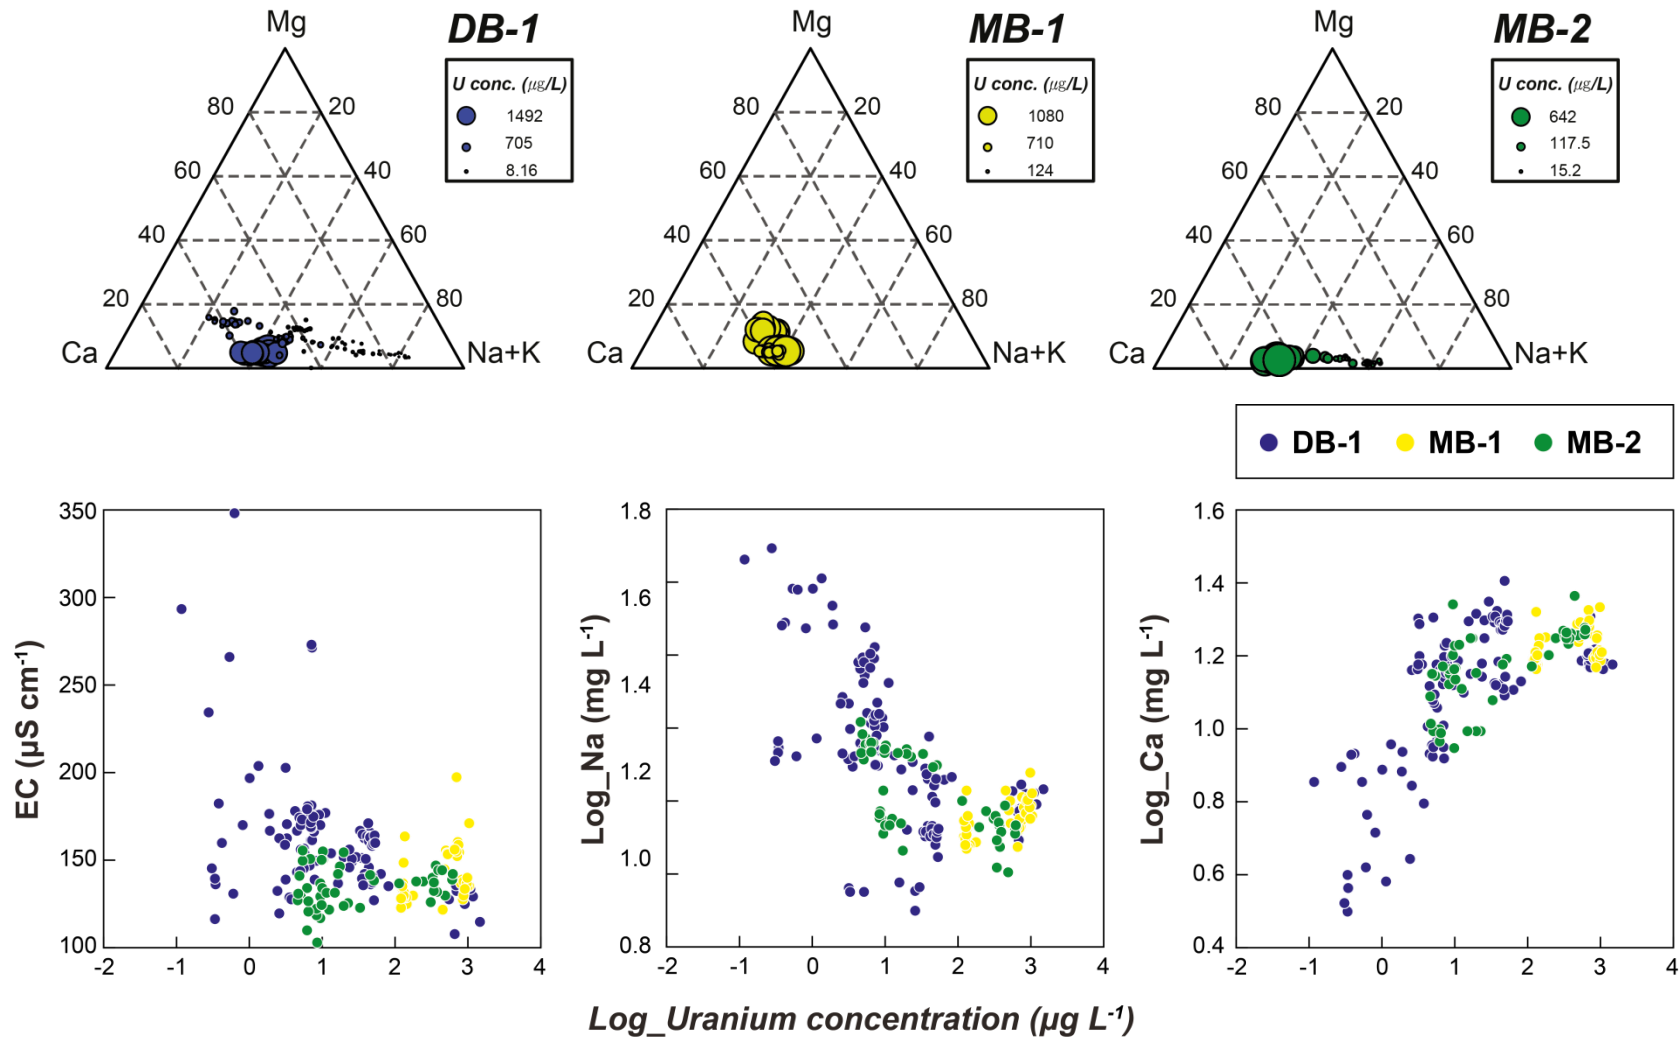 Mg
DB-1
U conc. (µg/L)
1492
705
8.16
80
20
60
40
40
60
20
80
Ca
Na+K
Mg
MB-1
U conc. (µg/L)
1080
710
124
80
20
60
40
40
60
20
80
Ca
Na+K
Mg
MB-2
U conc. (µg/L)
642
117.5
15.2
80
20
60
40
40
60
20
80
Ca
Na+K
DB-1 MB-1 MB-2
EC (µS cm⁻¹)
350
300
250
200
150
100
-2 -1 0 1 2 3 4
Log_Na (mg L⁻¹)
1.8
1.6
1.4
1.2
1.0
0.8
-2 -1 0 1 2 3 4
Log_Ca (mg L⁻¹)
1.6
1.4
1.2
1.0
0.8
0.6
0.4
-2 -1 0 1 2 3 4
Log_Uranium concentration (µg L⁻¹)